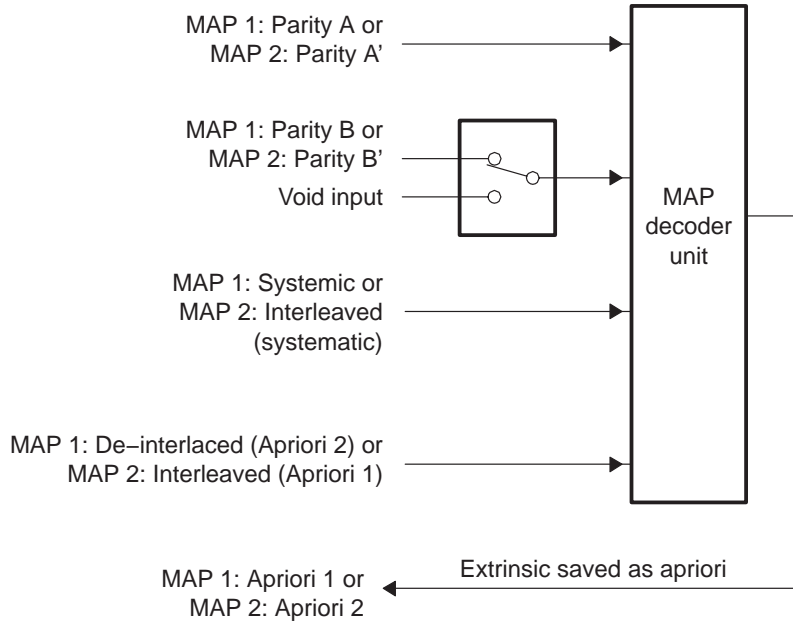 MAP 1: Parity A or
MAP 2: Parity A’
MAP 1: Parity B or
MAP 2: Parity B’
Void input
MAP
decoder
unit
MAP 1: Systemic or
MAP 2: Interleaved
(systematic)
MAP 1: De−interlaced (Apriori 2) or
MAP 2: Interleaved (Apriori 1)
Extrinsic saved as apriori
MAP 1: Apriori 1 or
MAP 2: Apriori 2